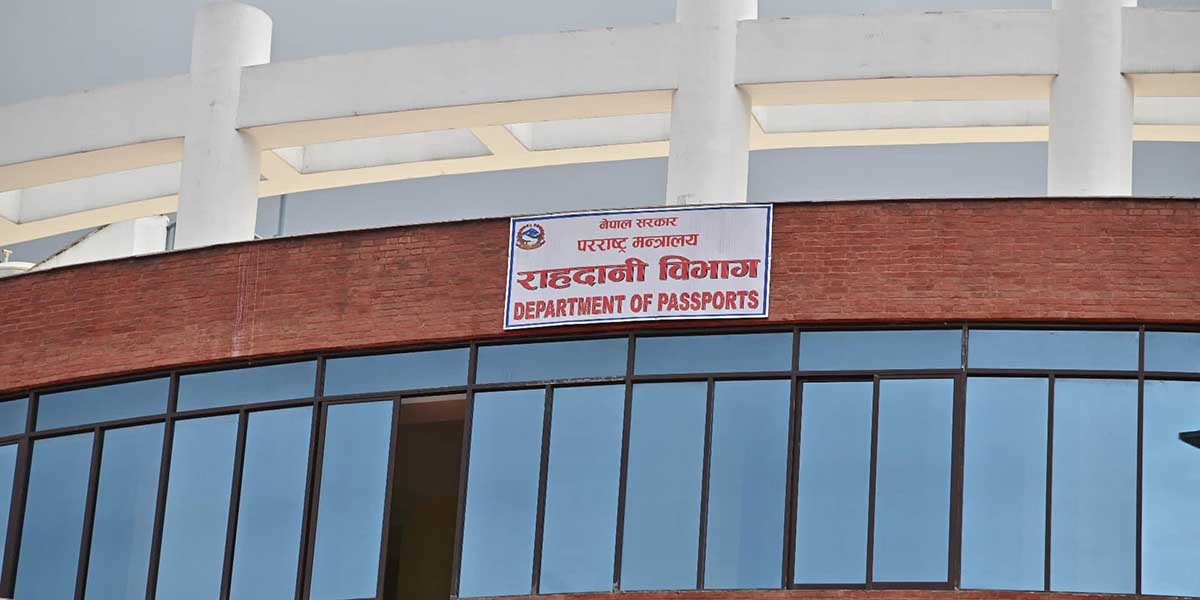 नेपाल सरकार
परराष्ट्र मन्त्रालय
राहदानी विभाग
DEPARTMENT OF PASSPORTS